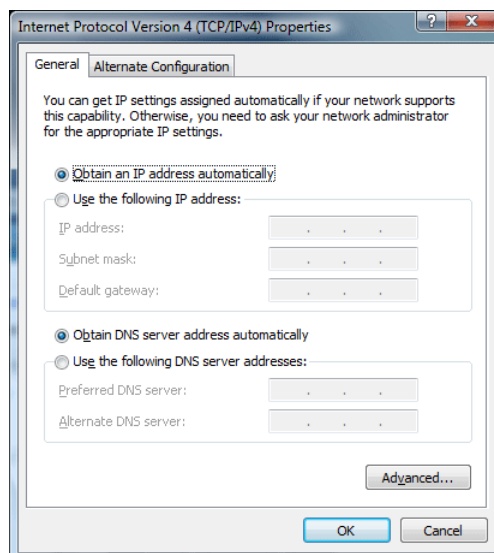 Internet Protocol Version 4 (TCP/IPv4) Properties
General
Alternate Configuration
You can get IP settings assigned automatically if your network supports
this capability. Otherwise, you need to ask your network administrator
for the appropriate IP settings.
Obtain an IP address automatically
Use the following IP address:
IP address:
Subnet mask:
Default gateway:
Obtain DNS server address automatically
Use the following DNS server addresses:
Preferred DNS server:
Alternate DNS server:
Advanced...
OK
Cancel